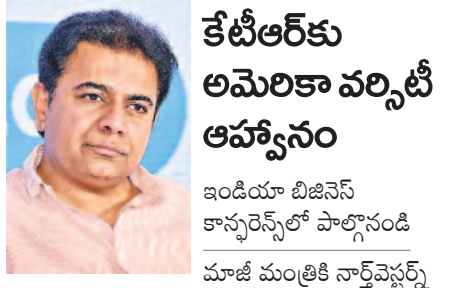 కేటీఆర్‌కు
అమెరికా వర్సిటీ
ఆహ్వానం
ఇండియా బిజినెస్
కాన్ఫరెన్స్‌లో పాల్గొనండి
మాజీ మంత్రికి నార్త్‌వెస్టర్న్